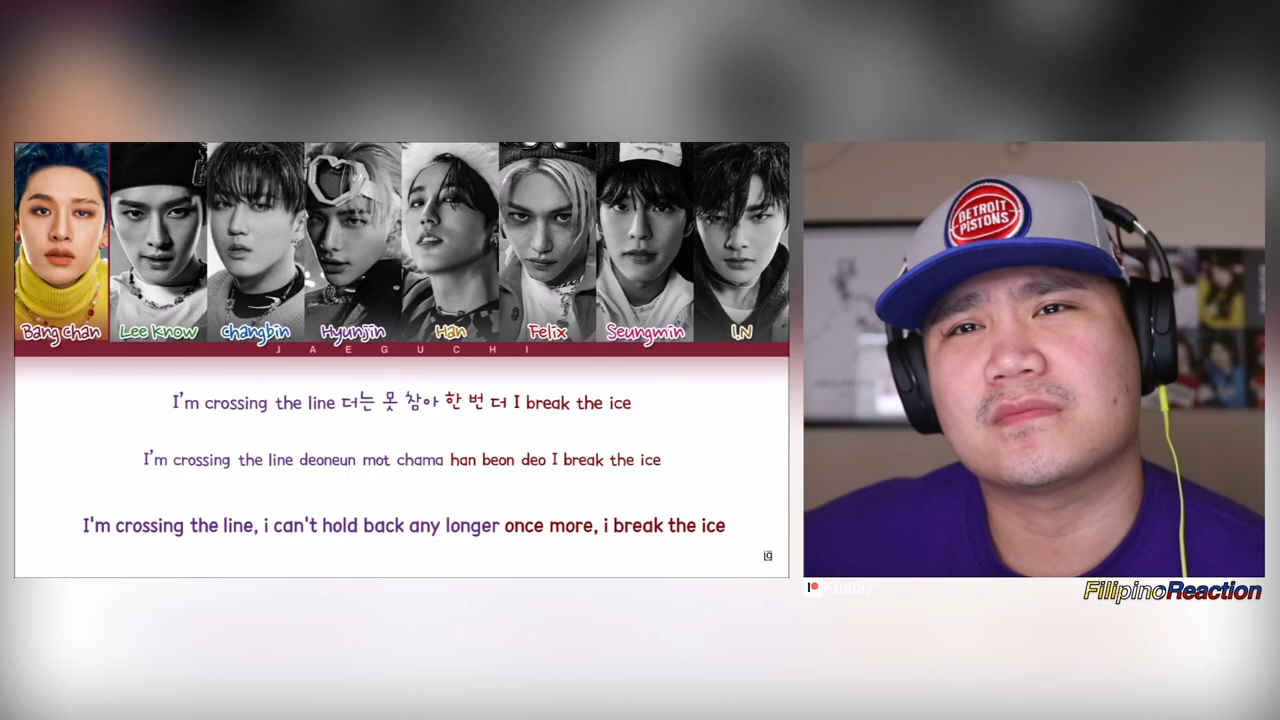 DETROIT
PISTONS
Bang chan Lee Know Changbin Hyunjin Han Felix Seungmin I.N
JAEGUCHI
I'm crossing the line 더는 못 참아 한 번 더 I break the ice
I'm crossing the line deoneun mot chama han beon deo I break the ice
I'm crossing the line, i can't hold back any longer once more, i break the ice
Khably
FilipinoReaction